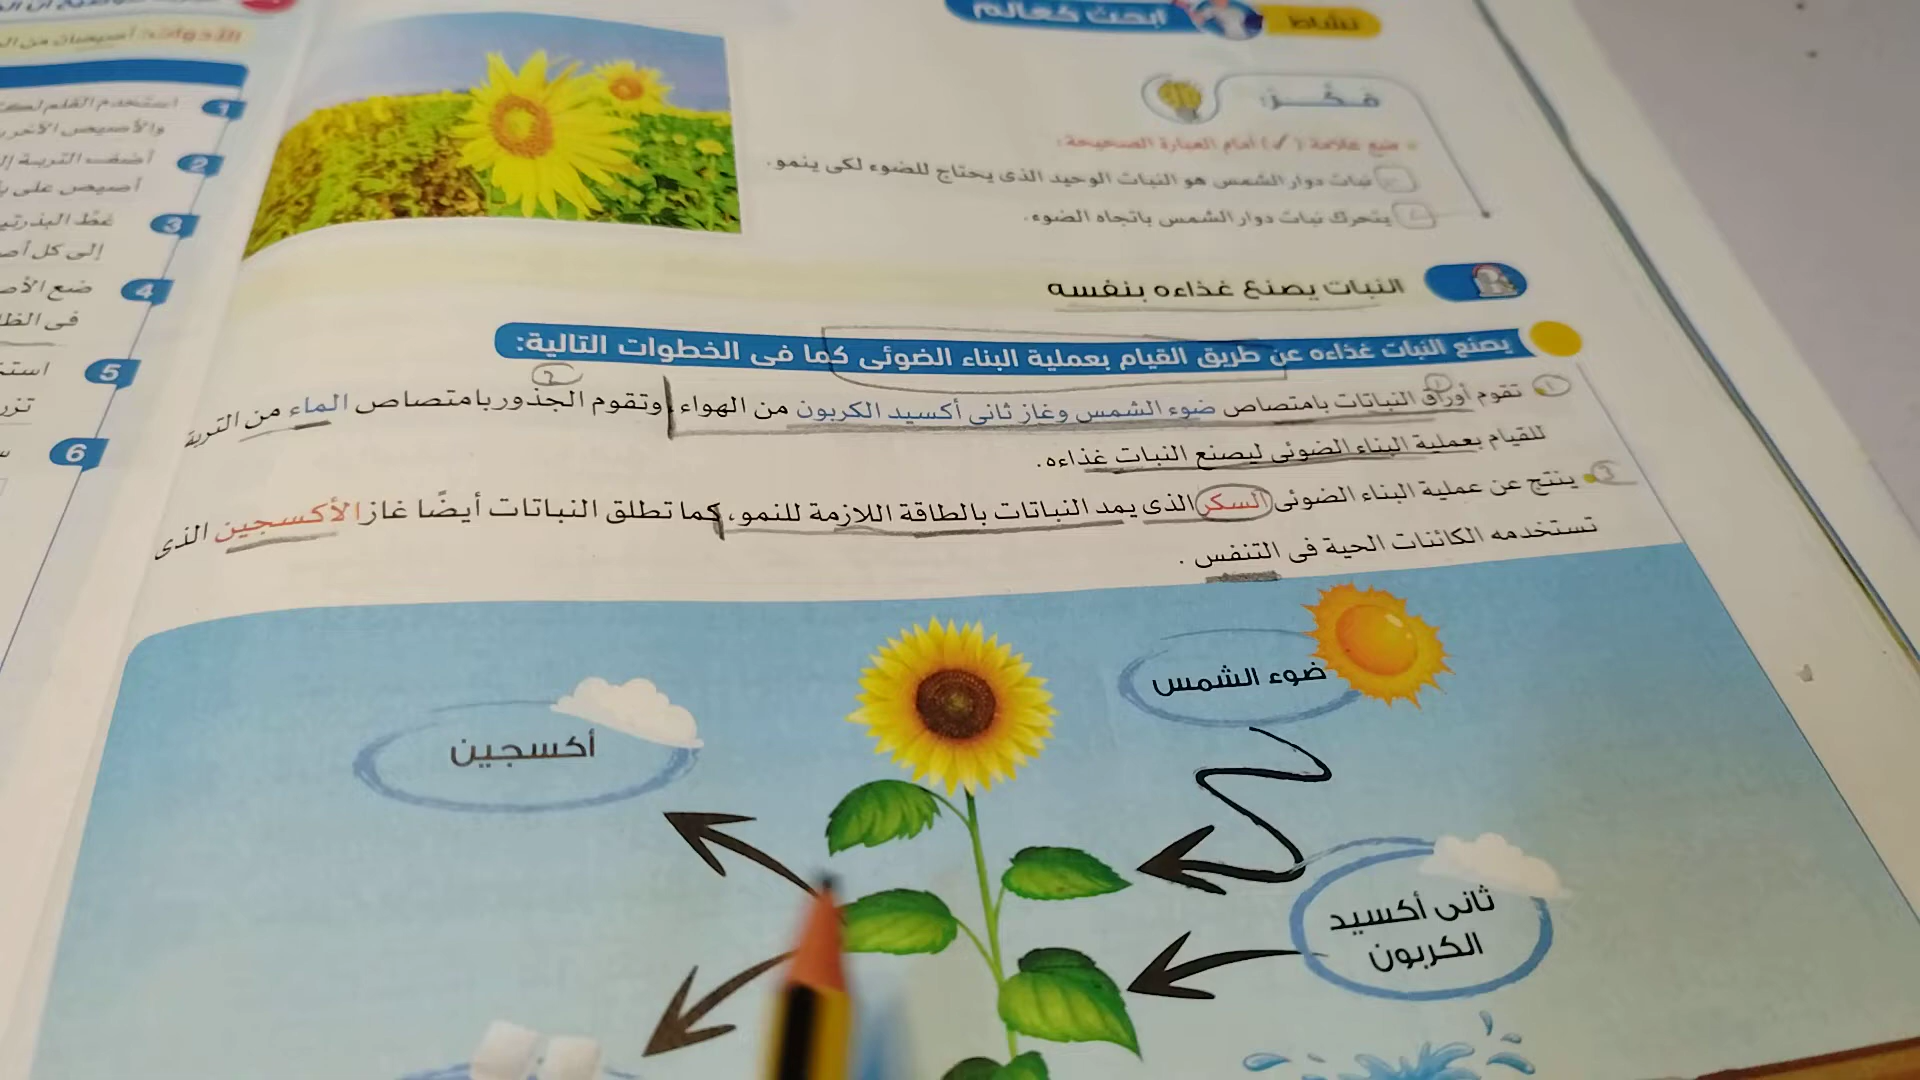 نشاط ابحث كعالم
فكر:
ضع علامة (✓) أمام العبارة الصحيحة:
نبات دوار الشمس هو النبات الوحيد الذى يحتاج للضوء لكى ينمو.
يتحرك نبات دوار الشمس باتجاه الضوء.
النبات يصنع غذاءه بنفسه
يصنع النبات غذاءه عن طريق القيام بعملية البناء الضوئى كما فى الخطوات التالية:
تقوم أوراق النباتات بامتصاص ضوء الشمس وغاز ثانى أكسيد الكربون من الهواء، وتقوم الجذور بامتصاص الماء من التربة
للقيام بعملية البناء الضوئى ليصنع النبات غذاءه.
ينتج عن عملية البناء الضوئى السكر الذى يمد النباتات بالطاقة اللازمة للنمو، كما تطلق النباتات أيضًا غاز الأكسجين الذى
تستخدمه الكائنات الحية فى التنفس.
ضوء الشمس
أكسجين
ثانى أكسيد
الكربون
1 استخدم القلم
والأصيص الآخر
2 أضف التربة
أصيص على
3 غط
إلى كل
4 ضع
فى
5
6